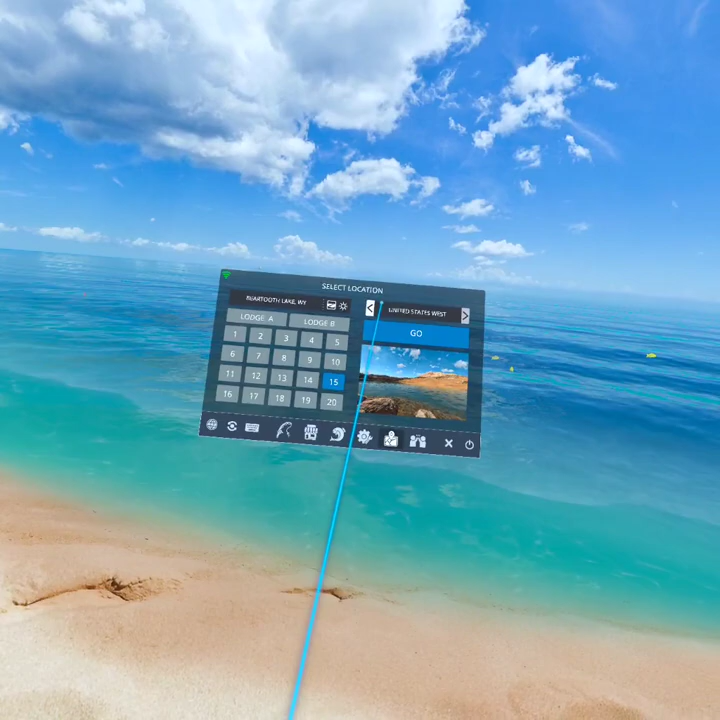 SELECT LOCATION
BEARTOOTH LAKE, WY
UNITED STATES WEST
LODGE A
LODGE B
GO
1 2 3 4 5
6 7 8 9 10
11 12 13 14 15
16 17 18 19 20